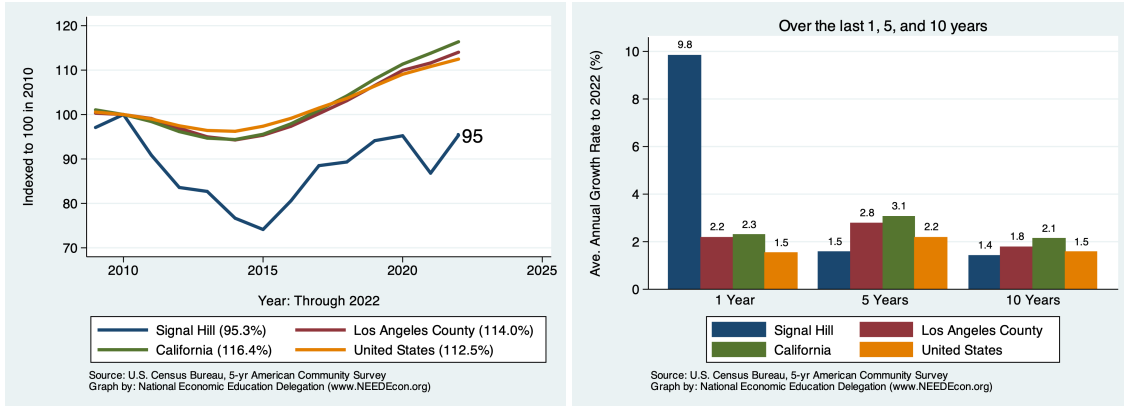 120
110
100
90
80
70
Indexed to 100 in 2010
95
2010
2015
2020
2025
Year: Through 2022
Signal Hill (95.3%)
Los Angeles County (114.0%)
California (116.4%)
United States (112.5%)
Source: U.S. Census Bureau, 5-yr American Community Survey
Graph by: National Economic Education Delegation (www.NEEDEcon.org)
Over the last 1, 5, and 10 years
Ave. Annual Growth Rate to 2022 (%)
10
8
6
4
2
0
9.8
2.2
2.3
1.5
1.5
2.8
3.1
2.2
1.4
1.8
2.1
1.5
1 Year
5 Years
10 Years
Signal Hill
Los Angeles County
California
United States
Source: U.S. Census Bureau, 5-yr American Community Survey
Graph by: National Economic Education Delegation (www.NEEDEcon.org)